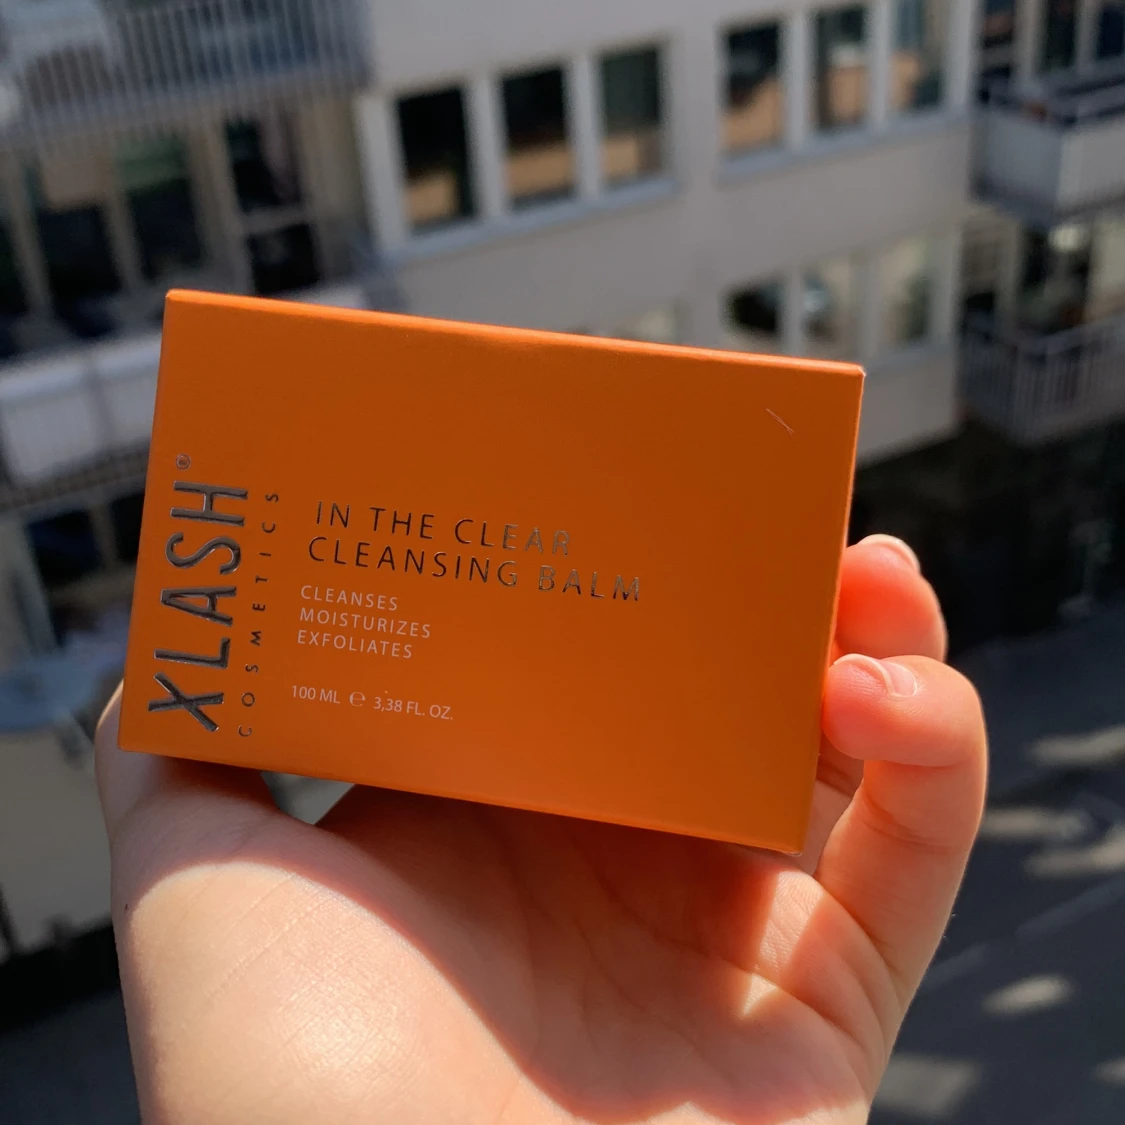 XLASH®
COSMETICS
IN THE CLEAR
CLEANSING BALM
CLEANSES
MOISTURIZES
EXFOLIATES
100 ML ℮ 3,38 FL. OZ.